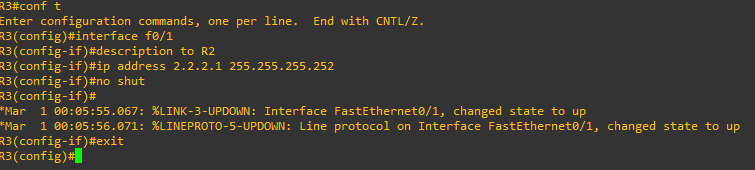 R3#conf t
Enter configuration commands, one per line.  End with CNTL/Z.
R3(config)#interface f0/1
R3(config-if)#description to R2
R3(config-if)#ip address 2.2.2.1 255.255.255.252
R3(config-if)#no shut
R3(config-if)#
*Mar  1 00:05:55.067: %LINK-3-UPDOWN: Interface FastEthernet0/1, changed state to up
*Mar  1 00:05:56.071: %LINEPROTO-5-UPDOWN: Line protocol on Interface FastEthernet0/1, changed state to up
R3(config-if)#exit
R3(config)#